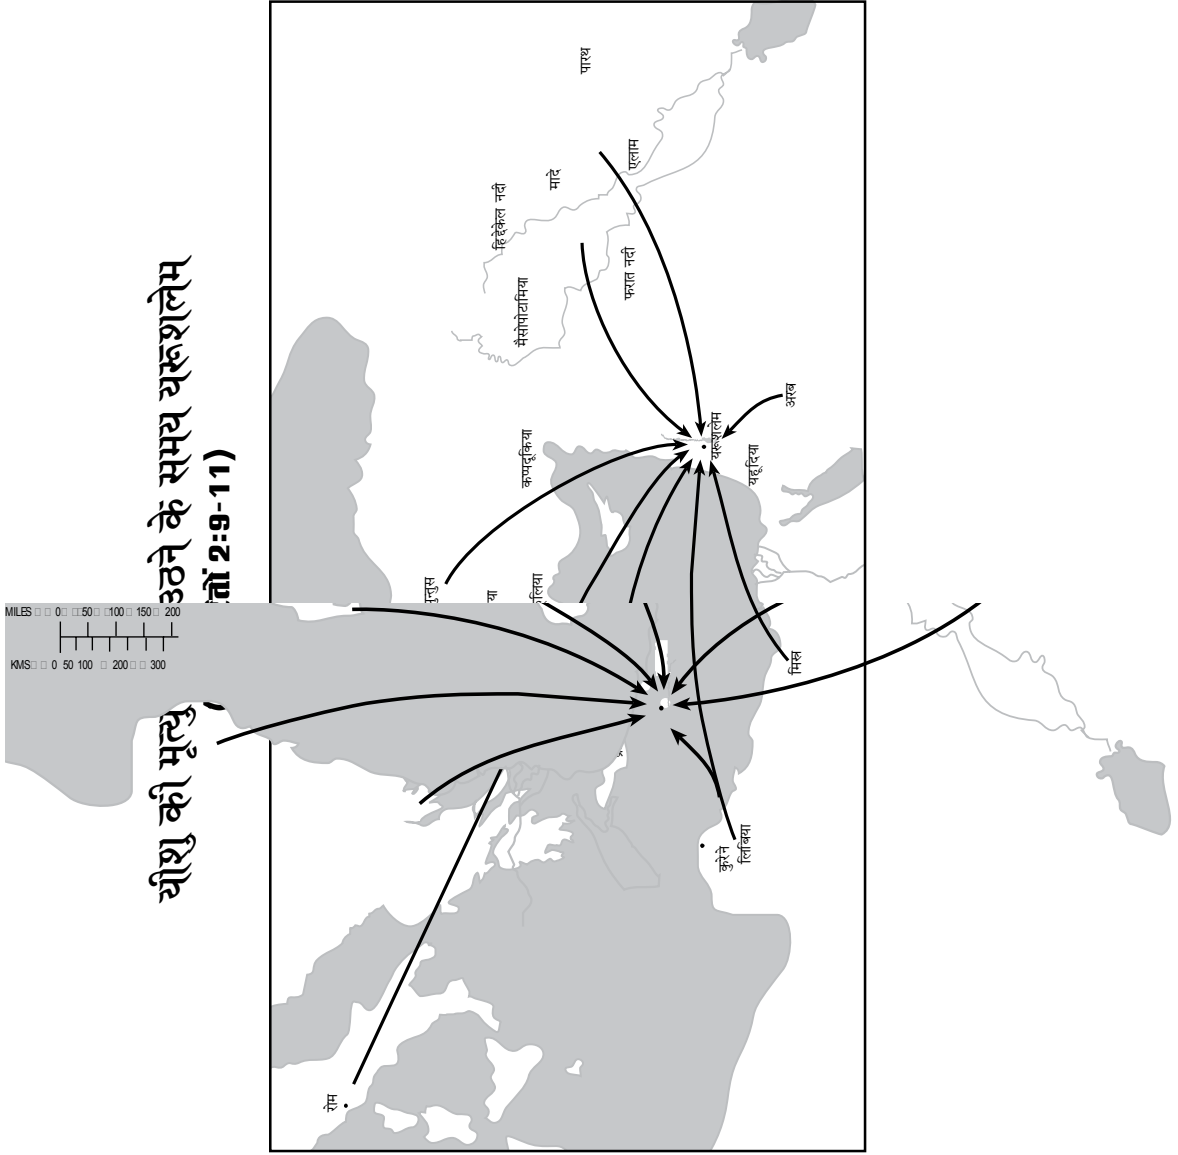 यीशु की मृत्यु उठने के समय यरूशलेम
2:9-11)
पारथ
एलाम
मादै
हिद्देकेल नदी
फरात नदी
मैसोपोटामिया
अरब
यरूशलेम
कप्पदूकिया
यहूदिया
मिस्र
कुरेने
लिबिया
रोम
MILES 0 50 100 150 200
KMS 0 50 100 200 300